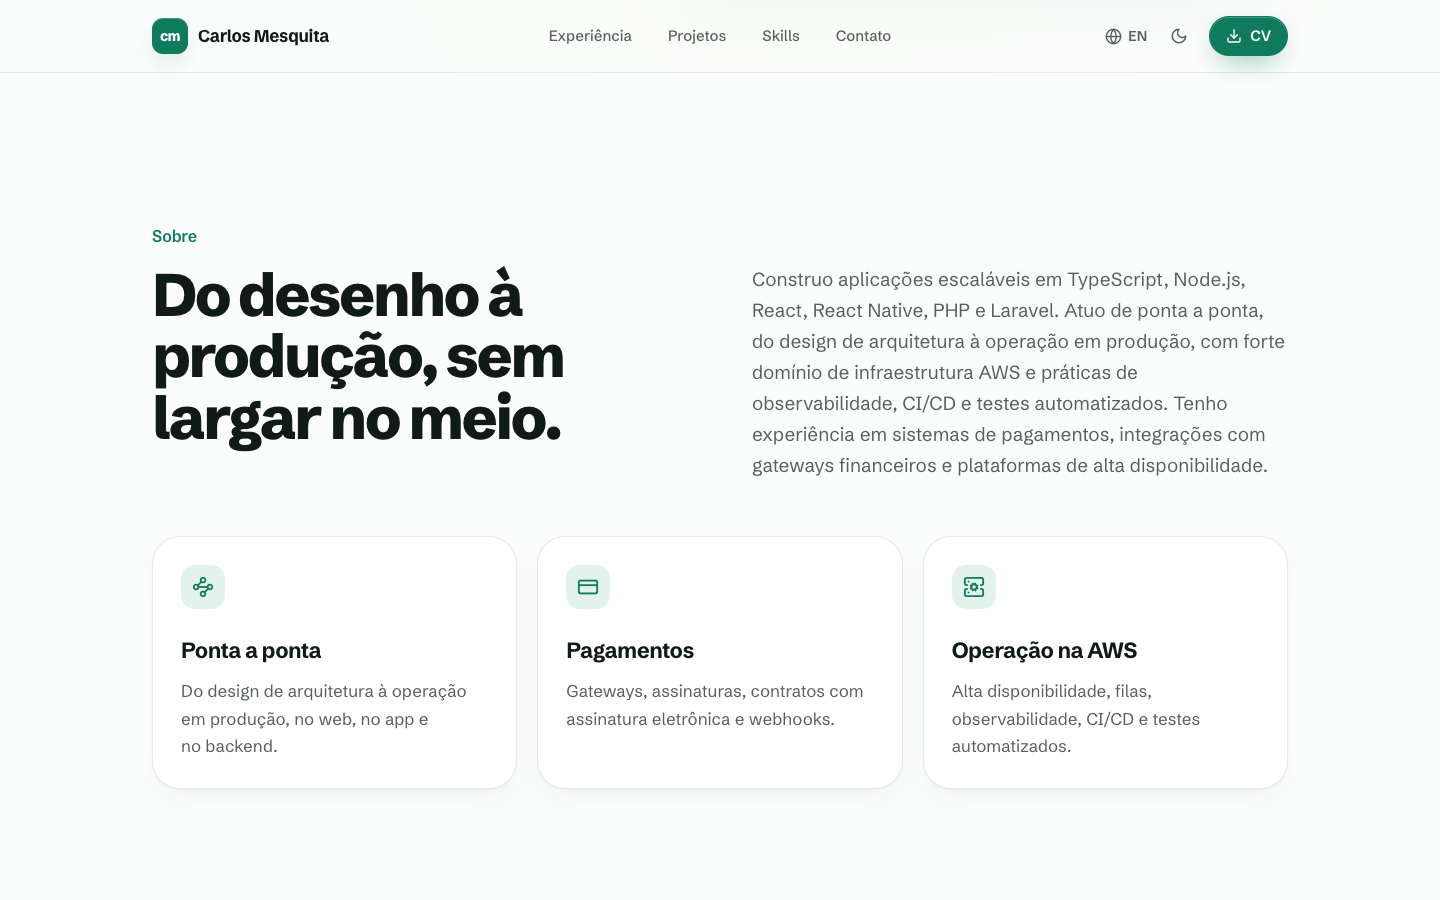 cm Carlos Mesquita Experiência Projetos Skills Contato EN CV
Sobre
Do desenho à
produção, sem
largar no meio.
Construo aplicações escaláveis em TypeScript, Node.js,
React, React Native, PHP e Laravel. Atuo de ponta a ponta,
do design de arquitetura à operação em produção, com forte
domínio de infraestrutura AWS e práticas de
observabilidade, CI/CD e testes automatizados. Tenho
experiência em sistemas de pagamentos, integrações com
gateways financeiros e plataformas de alta disponibilidade.
Ponta a ponta
Do design de arquitetura à operação
em produção, no web, no app e
no backend.
Pagamentos
Gateways, assinaturas, contratos com
assinatura eletrônica e webhooks.
Operação na AWS
Alta disponibilidade, filas,
observabilidade, CI/CD e testes
automatizados.